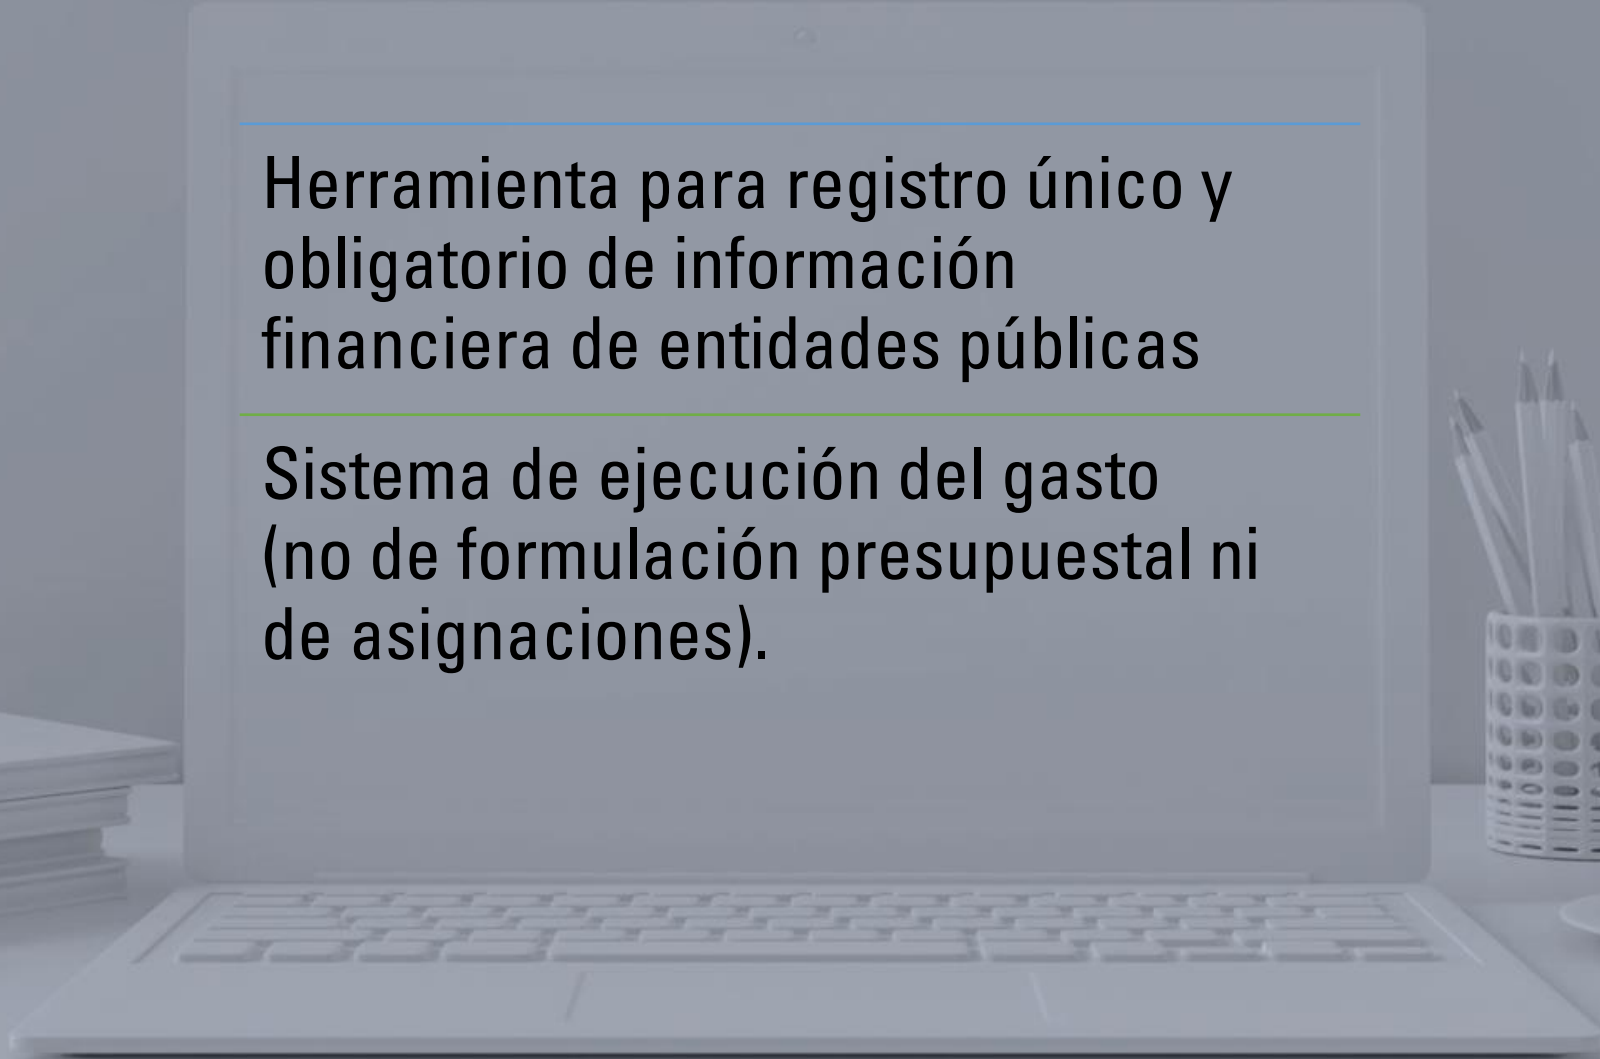 Herramienta para registro único y
obligatorio de información
financiera de entidades públicas
Sistema de ejecución del gasto
(no de formulación presupuestal ni
de asignaciones).